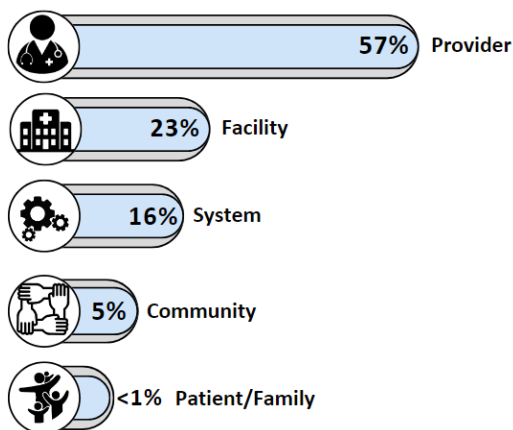 57% Provider
23% Facility
16% System
5% Community
<1% Patient/Family